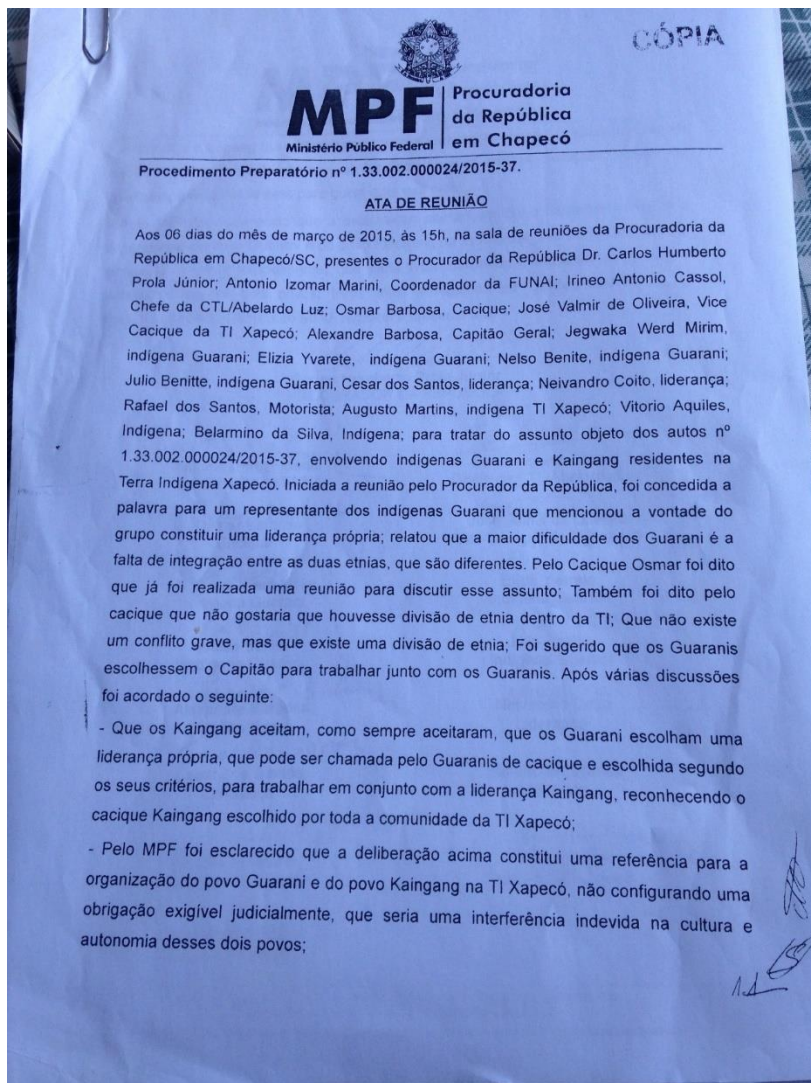 CÓPIA
MPF
Ministério Público Federal
Procuradoria
da República
em Chapecó
Procedimento Preparatório nº 1.33.002.000024/2015-37.
ATA DE REUNIÃO
Aos 06 dias do mês de março de 2015, às 15h, na sala de reuniões da Procuradoria da
República em Chapecó/SC, presentes o Procurador da República Dr. Carlos Humberto
Prola Júnior; Antonio Izomar Marini, Coordenador da FUNAI; Irineo Antonio Cassol,
Chefe da CTL/Abelardo Luz; Osmar Barbosa, Cacique; José Valmir de Oliveira, Vice
Cacique da TI Xapecó; Alexandre Barbosa, Capitão Geral; Jegwaka Werd Mirim,
indígena Guarani; Elizia Yvarete, indígena Guarani; Nelso Benite, indígena Guarani;
Julio Benitte, indígena Guarani, Cesar dos Santos, liderança; Neivandro Coito, liderança;
Rafael dos Santos, Motorista; Augusto Martins, indígena TI Xapecó; Vitorio Aquiles,
Indígena; Belarmino da Silva, Indígena; para tratar do assunto objeto dos autos nº
1.33.002.000024/2015-37, envolvendo indígenas Guarani e Kaingang residentes na
Terra Indígena Xapecó. Iniciada a reunião pelo Procurador da República, foi concedida a
palavra para um representante dos indígenas Guarani que mencionou a vontade do
grupo constituir uma liderança própria; relatou que a maior dificuldade dos Guarani é a
falta de integração entre as duas etnias, que são diferentes. Pelo Cacique Osmar foi dito
que já foi realizada uma reunião para discutir esse assunto; Também foi dito pelo
cacique que não gostaria que houvesse divisão de etnia dentro da TI; Que não existe
um conflito grave, mas que existe uma divisão de etnia; Foi sugerido que os Guaranis
escolhessem o Capitão para trabalhar junto com os Guaranis. Após várias discussões
foi acordado o seguinte:
- Que os Kaingang aceitam, como sempre aceitaram, que os Guarani escolham uma
liderança própria, que pode ser chamada pelo Guaranis de cacique e escolhida segundo
os seus critérios, para trabalhar em conjunto com a liderança Kaingang, reconhecendo o
cacique Kaingang escolhido por toda a comunidade da TI Xapecó;
- Pelo MPF foi esclarecido que a deliberação acima constitui uma referência para a
organização do povo Guarani e do povo Kaingang na TI Xapecó, não configurando uma
obrigação exigível judicialmente, que seria uma interferência indevida na cultura e
autonomia desses dois povos;